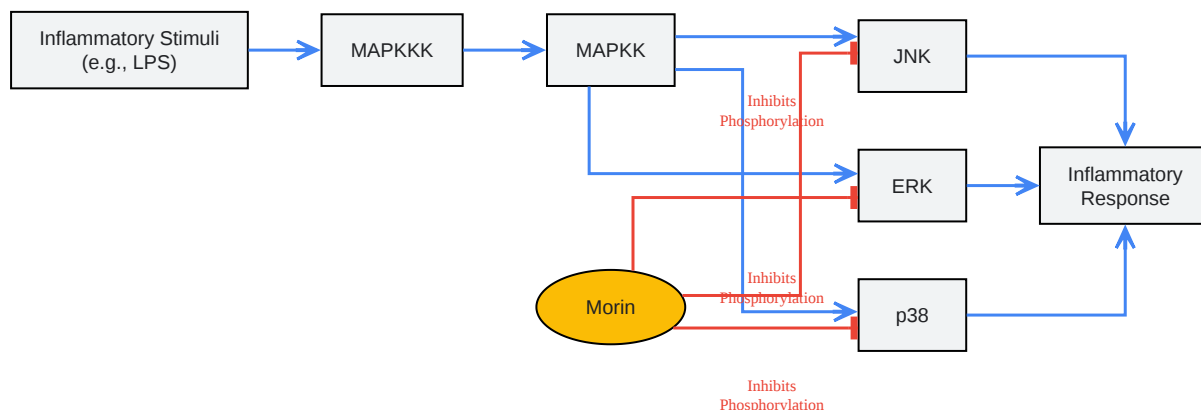 Inflammatory Stimuli
(e.g., LPS)
MAPKKK
MAPKK
JNK
Inhibits
Phosphorylation
ERK
Inflammatory
Response
Inhibits
Phosphorylation
Morin
p38
Inhibits
Phosphorylation